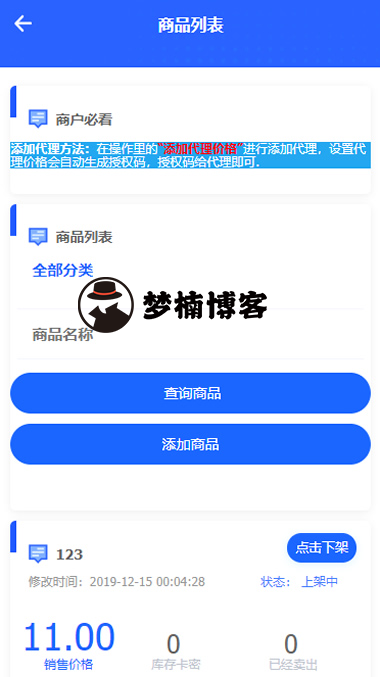 商品列表
商户必看
添加代理方法：在操作里的“添加代理价格”进行添加代理，设置代
理价格会自动生成授权码，授权码给代理即可.
商品列表
全部分类
梦楠博客
商品名称
查询商品
添加商品
123
点击下架
修改时间：2019-12-15 00:04:28
状态： 上架中
11.00
0
0
销售价格
库存卡密
已经卖出